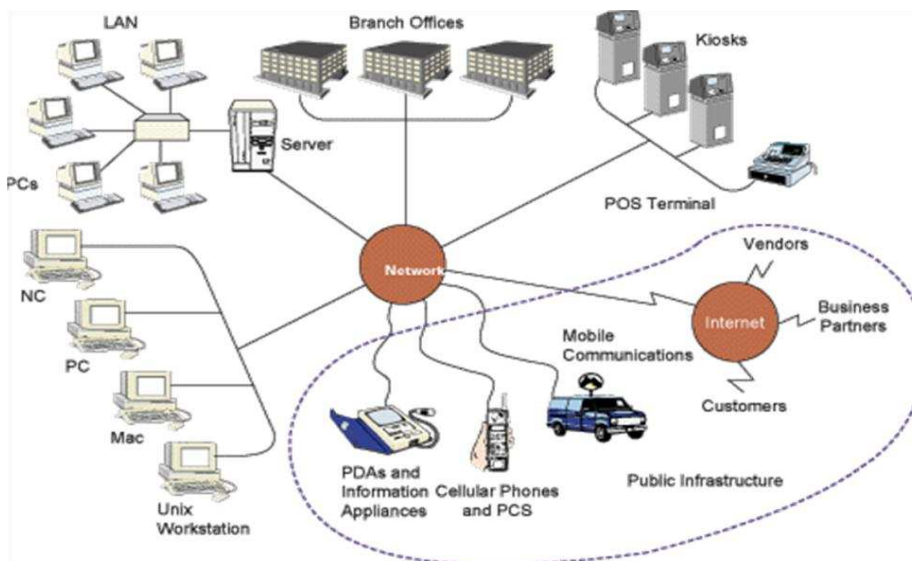 LAN
Branch Offices
Kiosks
Server
PCs
POS Terminal
Network
Vendors
NC
Internet
Business
Partners
PC
Mobile
Communications
Customers
Mac
PDAs and
Information
Appliances
Cellular Phones
and PCS
Public Infrastructure
Unix
Workstation